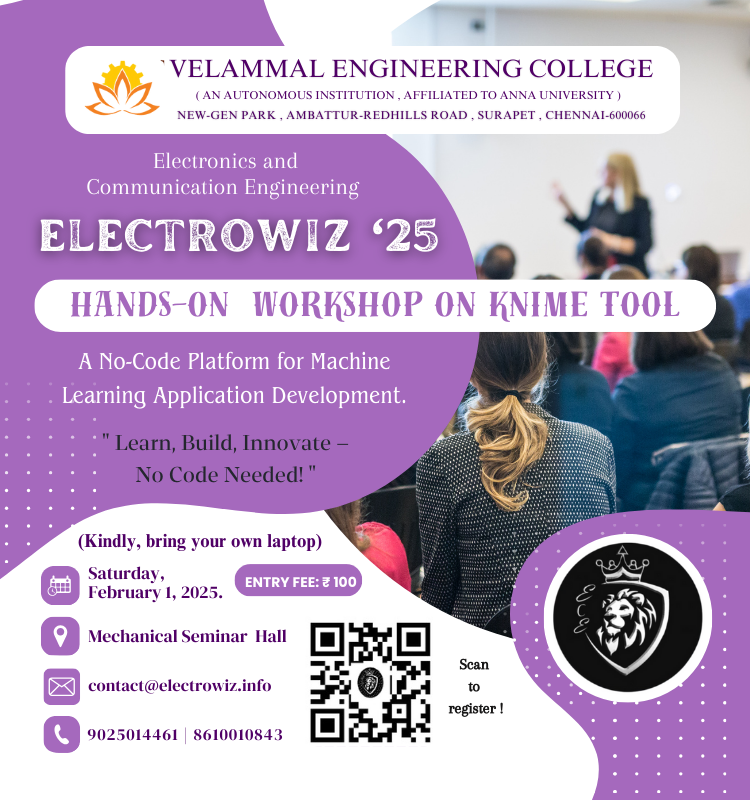 VELAMMAL ENGINEERING COLLEGE
( AN AUTONOMOUS INSTITUTION , AFFILIATED TO ANNA UNIVERSITY )
NEW-GEN PARK , AMBATTUR-REDHILLS ROAD , SURAPET , CHENNAI-600066
Electronics and
Communication Engineering
ELECTROWIZ ‘25
HANDS-ON WORKSHOP ON KNIME TOOL
A No-Code Platform for Machine
Learning Application Development.
" Learn, Build, Innovate –
No Code Needed! "
(Kindly, bring your own laptop)
Saturday,
February 1, 2025.
ENTRY FEE: ₹ 100
Mechanical Seminar Hall
contact@electrowiz.info
9025014461 | 8610010843
Scan
to
register !
ECE